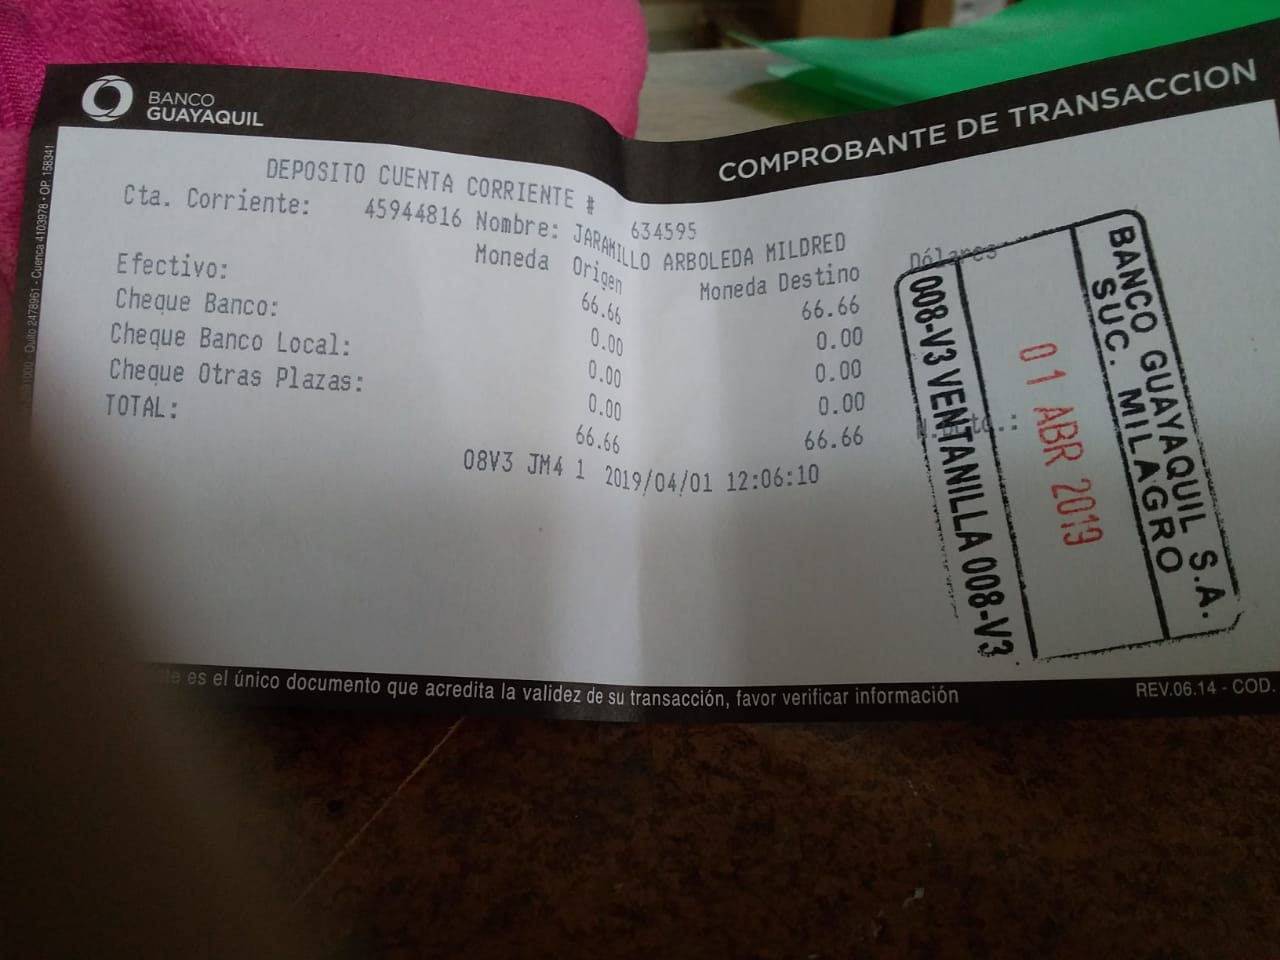 BANCO
GUAYAQUIL
COMPROBANTE DE TRANSACCION
DEPOSITO CUENTA CORRIENTE # 634595
Cta. Corriente: 45944816 Nombre: JARAMILLO ARBOLEDA MILDRED
Moneda Origen Moneda Destino Dólares
Efectivo: 66.66 66.66
Cheque Banco: 0.00 0.00
Cheque Banco Local: 0.00 0.00
Cheque Otras Plazas: 0.00 0.00
TOTAL: 66.66 66.66
08V3 JM4 1 2019/04/01 12:06:10
BANCO GUAYAQUIL S.A.
SUC. MILAGRO
01 ABR 2019
008-V3 VENTANILLA 008-V3
es el único documento que acredita la validez de su transacción, favor verificar información
REV.06.14 - COD.
Quito 2478961 - Cuenca 4103978 • OP 158341